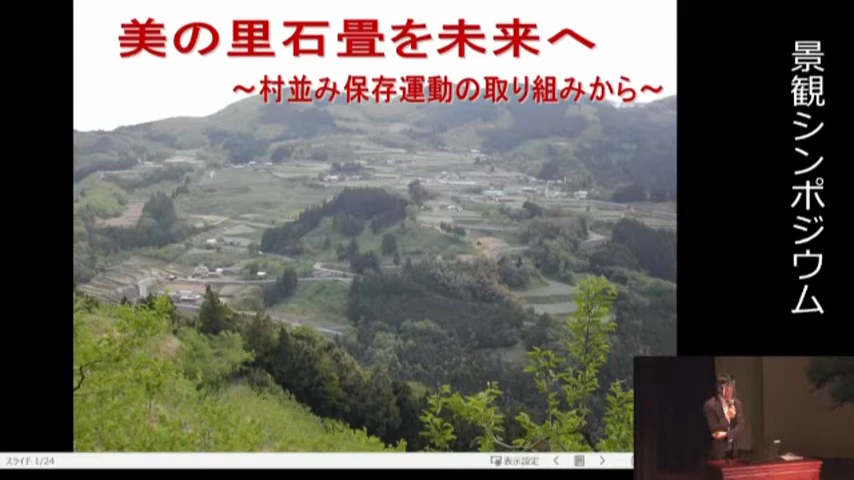 美の里石畳を未来へ
～村並み保存運動の取り組みから～
景観シンポジウム
スライド 1/24
表示設定